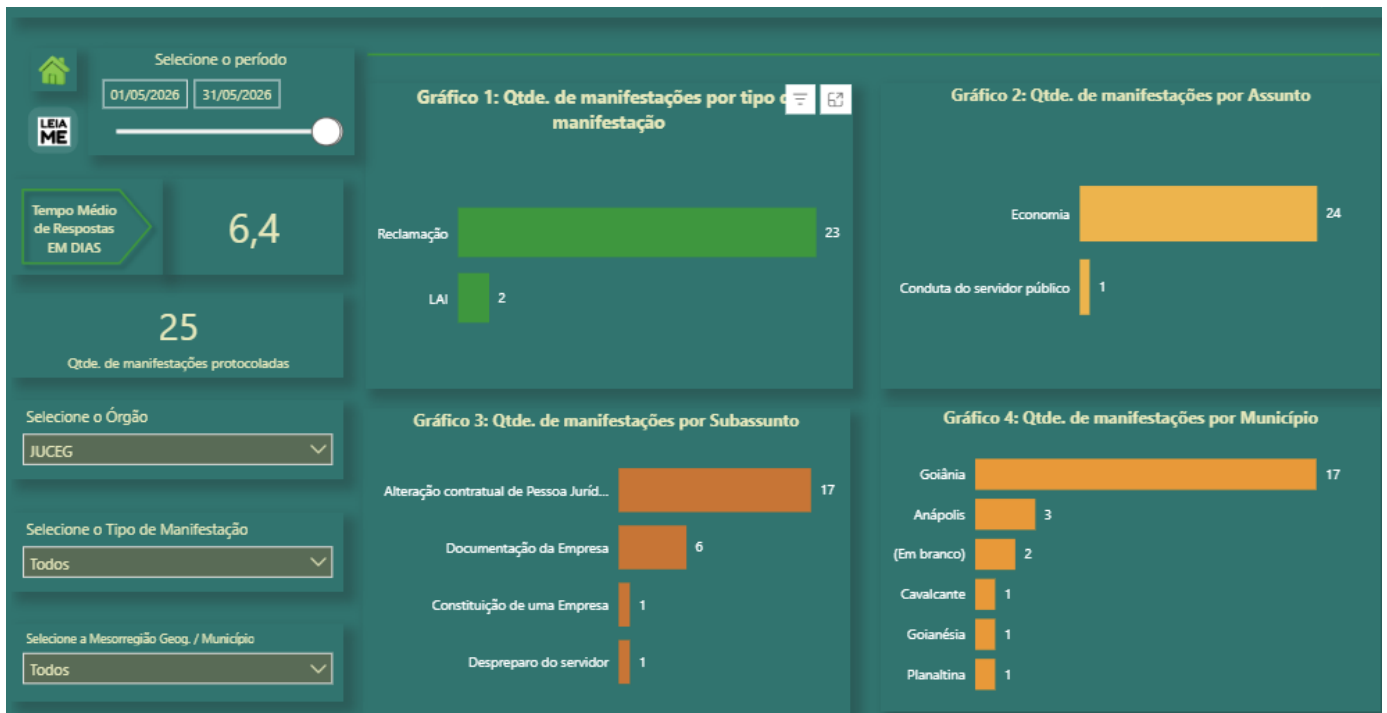 Selecione o período
01/05/2026 31/05/2026
LEIA
ME
Tempo Médio
de Respostas
EM DIAS
6,4
25
Qtde. de manifestações protocoladas
Selecione o Órgão
JUCEG
Selecione o Tipo de Manifestação
Todos
Selecione a Mesorregião Geog. / Município
Todos
Gráfico 1: Qtde. de manifestações por tipo
manifestação
Reclamação 23
LAI 2
Gráfico 2: Qtde. de manifestações por Assunto
Economia 24
Conduta do servidor público 1
Gráfico 3: Qtde. de manifestações por Subassunto
Alteração contratual de Pessoa Juríd... 17
Documentação da Empresa 6
Constituição de uma Empresa 1
Despreparo do servidor 1
Gráfico 4: Qtde. de manifestações por Município
Goiânia 17
Anápolis 3
(Em branco) 2
Cavalcante 1
Goianésia 1
Planaltina 1